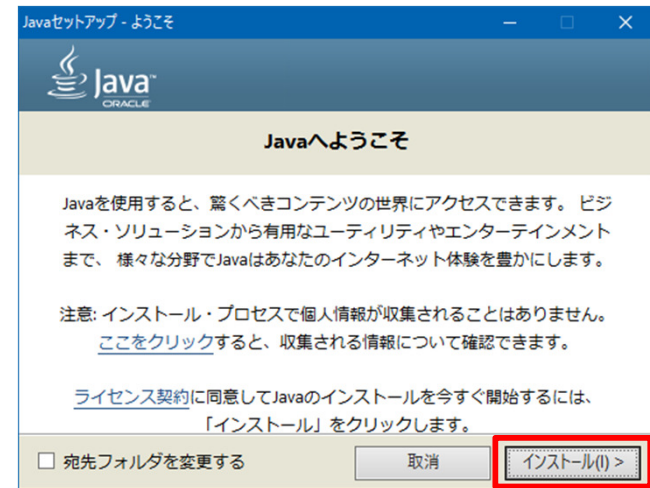 Javaセットアップ - ようこそ
Java™
ORACLE
Javaへようこそ
Javaを使用すると、驚くべきコンテンツの世界にアクセスできます。 ビジ
ネス・ソリューションから有用なユーティリティやエンターテインメント
まで、 様々な分野でJavaはあなたのインターネット体験を豊かにします。
注意: インストール・プロセスで個人情報が収集されることはありません。
ここをクリックすると、収集される情報について確認できます。
ライセンス契約に同意してJavaのインストールを今すぐ開始するには、
「インストール」をクリックします。
宛先フォルダを変更する
取消
インストール(I) >